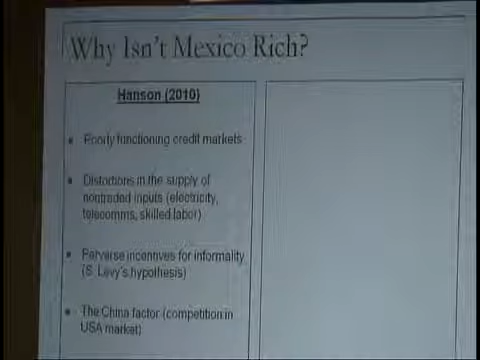 Why Isn't Mexico Rich?
Hanson (2010)
Poorly functioning credit markets
Distortions in the supply of
nontraded inputs (electricity,
telecomms, skilled labor)
Perverse incentives for informality
(S. Levy's hypothesis)
The China factor (competition in
USA market)